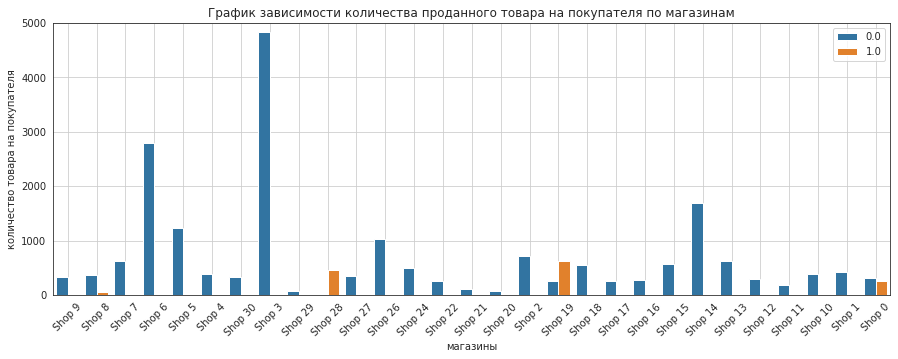 График зависимости количества проданного товара на покупателя по магазинам
0.0
1.0
количество товара на покупателя
5000
4000
3000
2000
1000
0
Shop 9
Shop 8
Shop 7
Shop 6
Shop 5
Shop 4
Shop 30
Shop 3
Shop 29
Shop 28
Shop 27
Shop 26
Shop 24
Shop 22
Shop 21
Shop 20
Shop 2
Shop 19
Shop 18
Shop 17
Shop 16
Shop 15
Shop 14
Shop 13
Shop 12
Shop 11
Shop 10
Shop 1
Shop 0
магазины